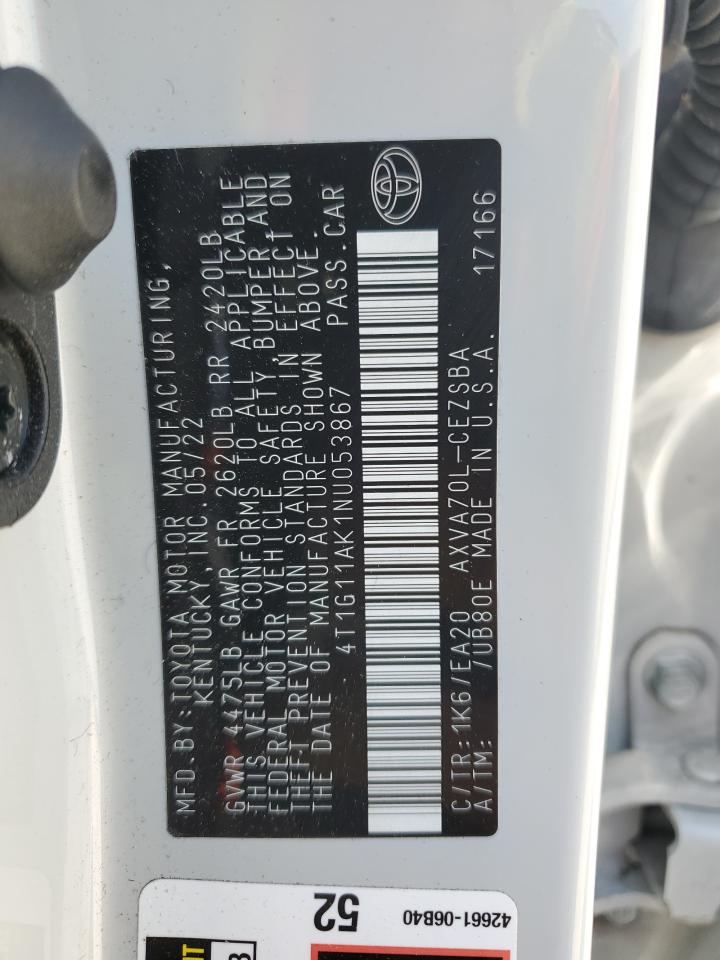 MFD.BY:TOYOTA MOTOR MANUFACTURING,
KENTUCKY INC.05/22
GVWR 4475LB GAWR FR 2620LB RR 2420LB
THIS VEHICLE CONFORMS TO ALL APPLICABLE
FEDERAL MOTOR VEHICLE SAFETY,BUMPER AND
THEFT PREVENTION STANDARDS IN EFFECT ON
THE DATE OF MANUFACTURE SHOWN ABOVE.
4T1G11AK1NU053867 PASS.CAR
C/TR:1K6/EA20 AXVA70L-CEZSBA
A/TM: /UB80E MADE IN U.S.A. 17166
52
42661-06B40